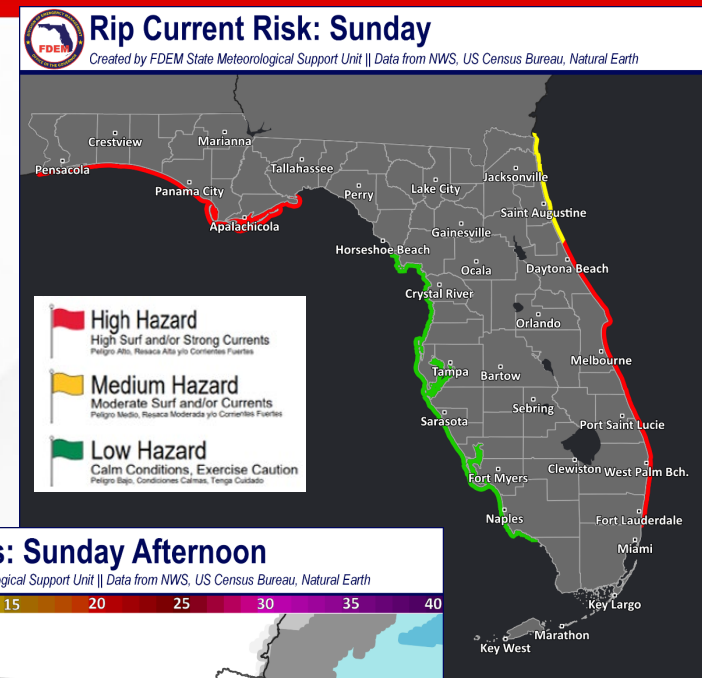 FDEM
Rip Current Risk: Sunday
Created by FDEM State Meteorological Support Unit || Data from NWS, US Census Bureau, Natural Earth
Crestview
Marianna
Pensacola
Tallahassee
Jacksonville
Panama City
Perry
Lake City
Saint Augustine
Apalachicola
Gainesville
Horseshoe Beach
Ocala
Daytona Beach
Crystal River
High Hazard
High Surf and/or Strong Currents
Peligro Alto, Resaca Alta y/o Corrientes Fuertes
Orlando
Medium Hazard
Moderate Surf and/or Currents
Peligro Medio, Resaca Moderada y/o Corrientes Fuertes
Melbourne
Tampa
Bartow
Sebring
Sarasota
Port Saint Lucie
Low Hazard
Calm Conditions, Exercise Caution
Peligro Bajo, Condiciones Calmas, Tenga Cuidado
Clewiston
West Palm Bch.
Fort Myers
Naples
Fort Lauderdale
Miami
s: Sunday Afternoon
ogical Support Unit || Data from NWS, US Census Bureau, Natural Earth
15 20 25 30 35 40
Key Largo
Marathon
Key West